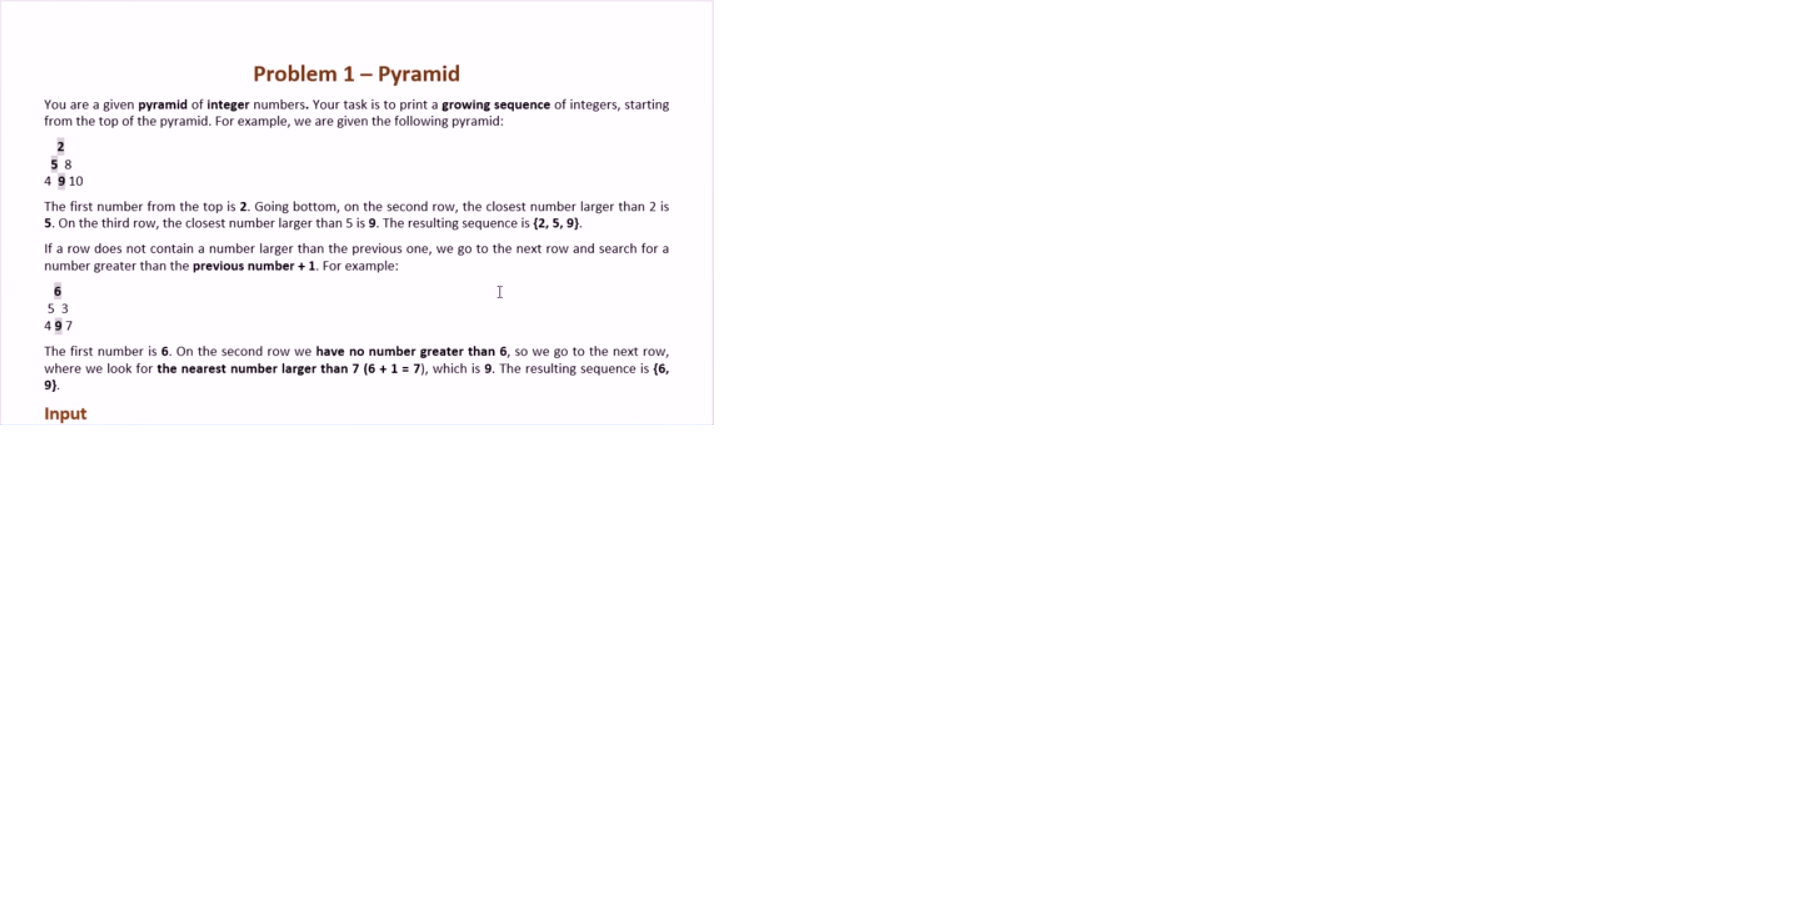 Problem 1 – Pyramid
You are a given pyramid of integer numbers. Your task is to print a growing sequence of integers, starting
from the top of the pyramid. For example, we are given the following pyramid:
2
5 8
4 9 10
The first number from the top is 2. Going bottom, on the second row, the closest number larger than 2 is
5. On the third row, the closest number larger than 5 is 9. The resulting sequence is {2, 5, 9}.
If a row does not contain a number larger than the previous one, we go to the next row and search for a
number greater than the previous number + 1. For example:
6
5 3
4 9 7
The first number is 6. On the second row we have no number greater than 6, so we go to the next row,
where we look for the nearest number larger than 7 (6 + 1 = 7), which is 9. The resulting sequence is {6,
9}.
Input